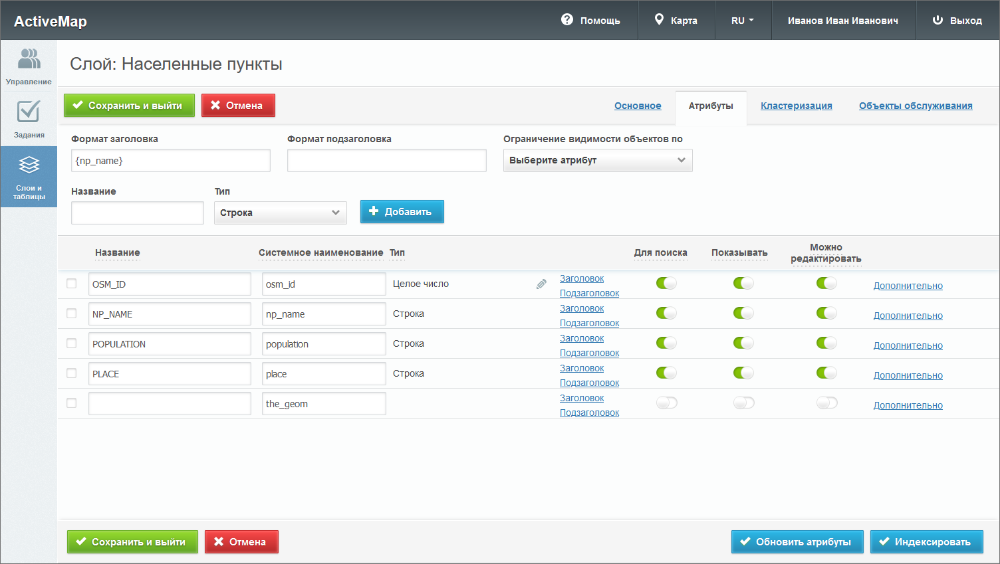 ActiveMap
Помощь
Карта
RU
Иванов Иван Иванович
Выход
Управление
Задания
Слои и
таблицы
Слой: Населенные пункты
Сохранить и выйти
Отмена
Основное
Атрибуты
Кластеризация
Объекты обслуживания
Формат заголовка
Формат подзаголовка
Ограничение видимости объектов по
{np_name}
Выберите атрибут
Название
Тип
Строка
Добавить
Название
Системное наименование
Тип
Для поиска
Показывать
Можно
редактировать
OSM_ID
osm_id
Целое число
Заголовок
Подзаголовок
Дополнительно
NP_NAME
np_name
Строка
Заголовок
Подзаголовок
Дополнительно
POPULATION
population
Строка
Заголовок
Подзаголовок
Дополнительно
PLACE
place
Строка
Заголовок
Подзаголовок
Дополнительно
the_geom
Заголовок
Подзаголовок
Дополнительно
Сохранить и выйти
Отмена
Обновить атрибуты
Индексировать